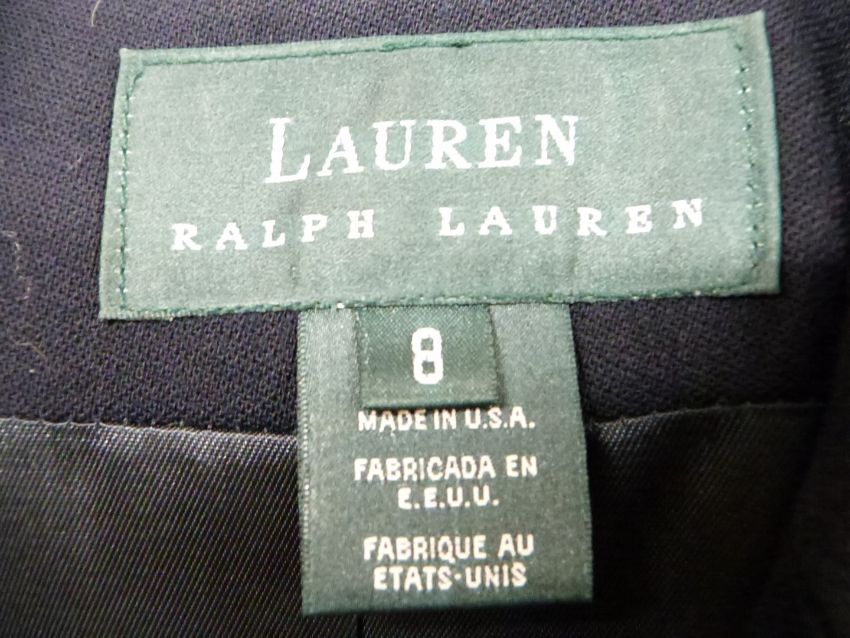 LAUREN
RALPH LAUREN
8
MADE IN U.S.A.
FABRICADA EN
E.E.U.U.
FABRIQUE AU
ETATS-UNIS